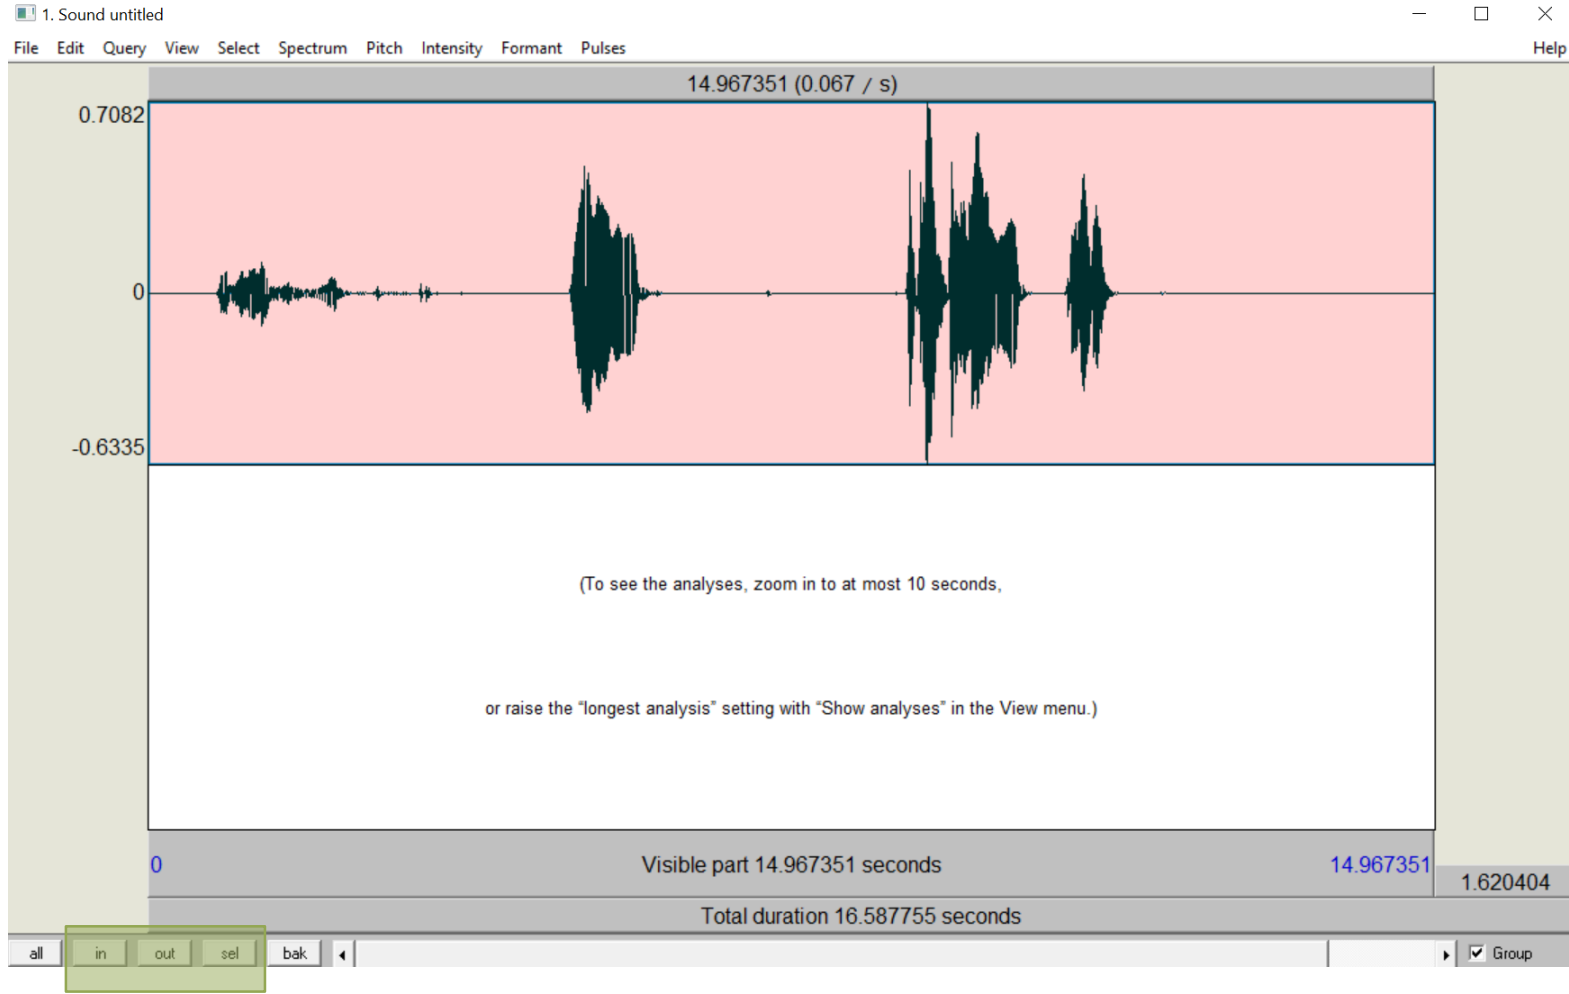 1. Sound untitled
File Edit Query View Select Spectrum Pitch Intensity Formant Pulses Help
14.967351 (0.067 / s)
0.7082
0
-0.6335
(To see the analyses, zoom in to at most 10 seconds,
or raise the “longest analysis” setting with “Show analyses” in the View menu.)
0 Visible part 14.967351 seconds 14.967351
1.620404
Total duration 16.587755 seconds
all in out sel bak Group